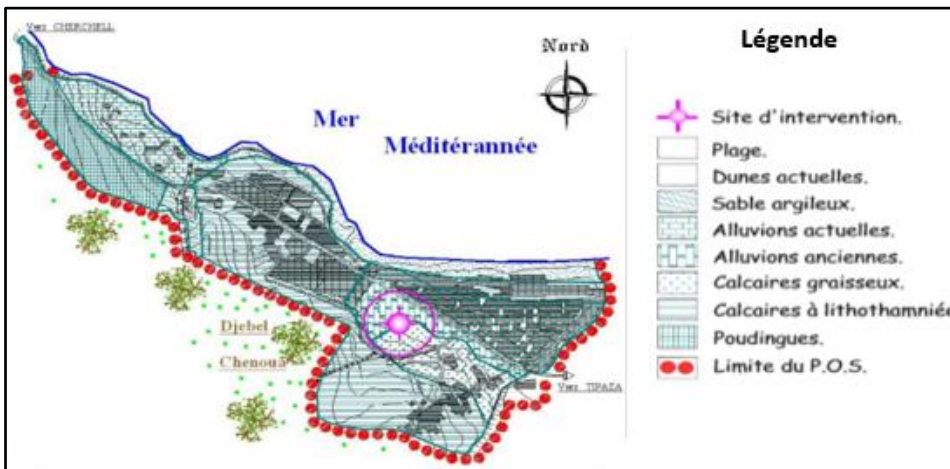 Vers CHERCHELL
Nord
Mer
Méditérannée
Djebel
Chenoua
Vers TIPAZA
Légende
Site d'intervention.
Plage.
Dunes actuelles.
Sable argileux.
Alluvions actuelles.
Alluvions anciennes.
Calcaires graisseux.
Calcaires à lithothamniée
Poudingues.
Limite du P.O.S.